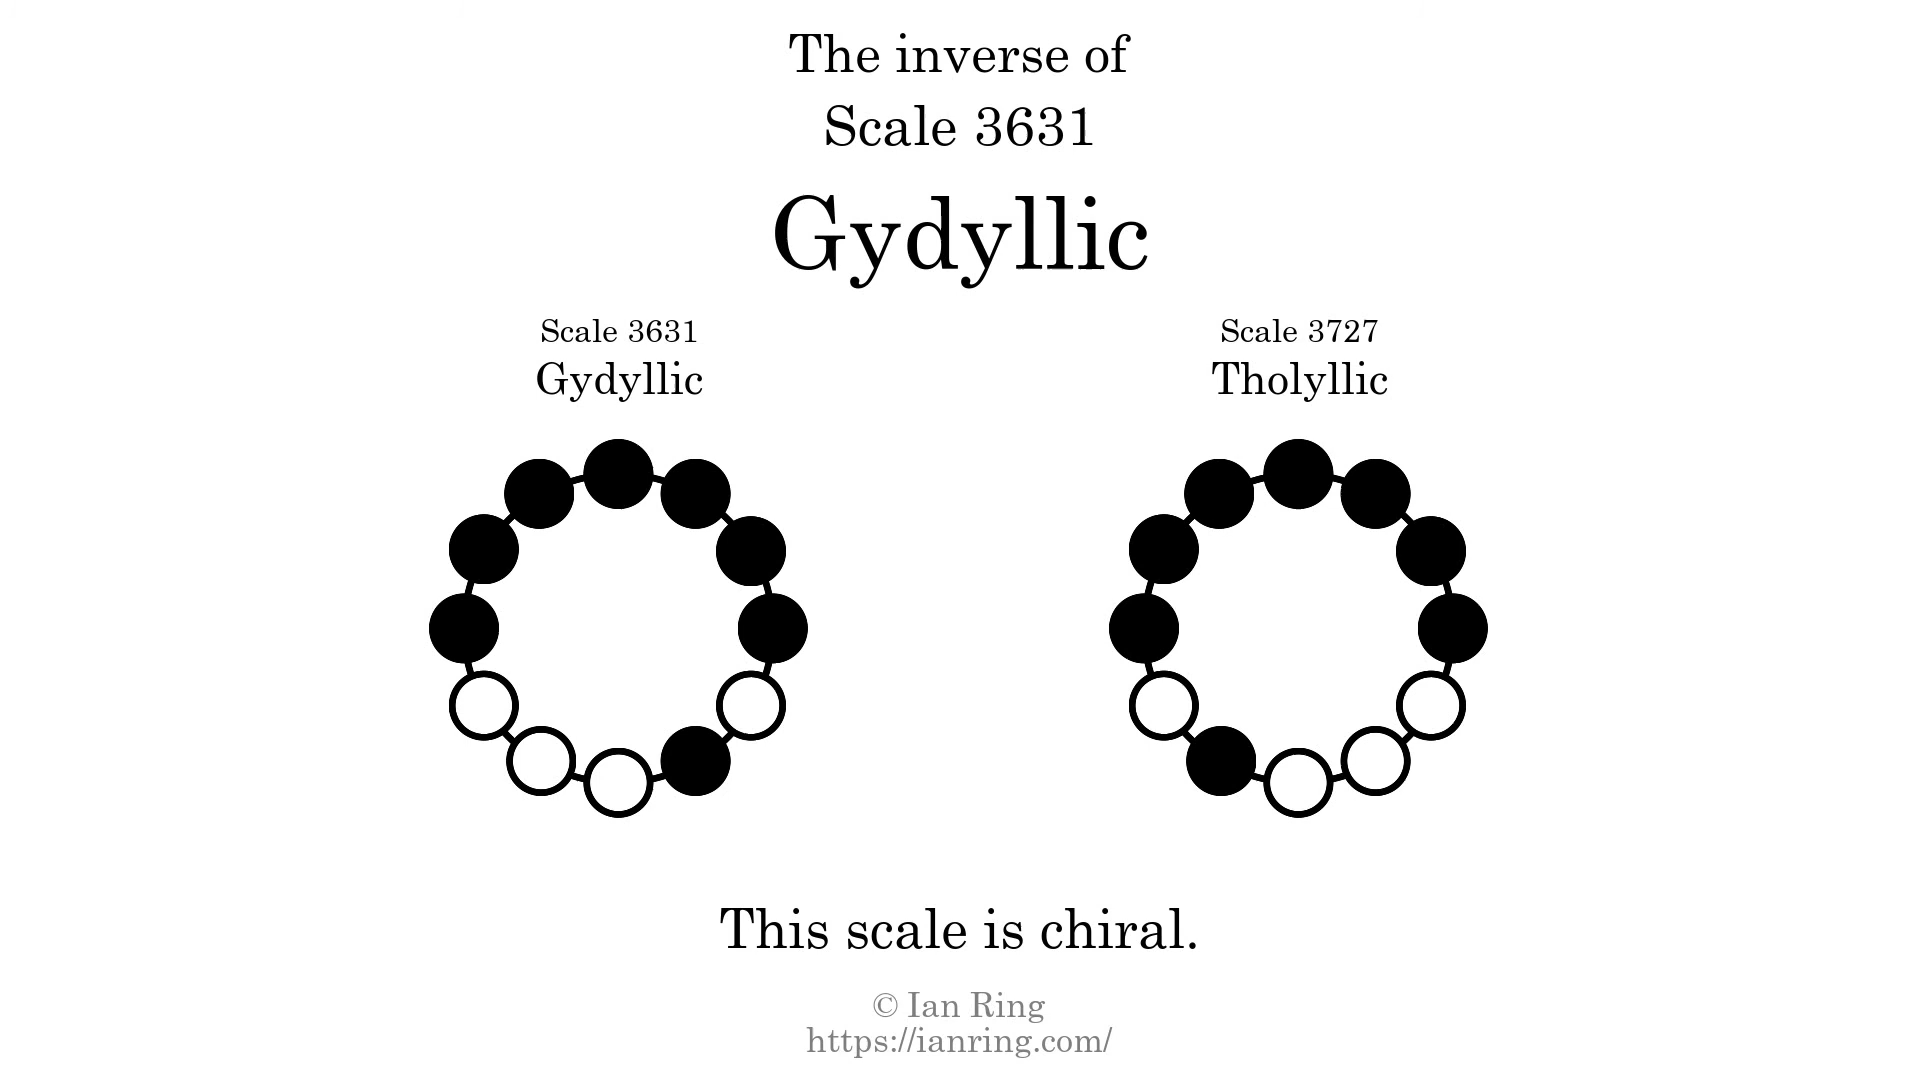 The inverse of
Scale 3631
Gydyllic
Scale 3631
Gydyllic
Scale 3727
Tholyllic
This scale is chiral.
© Ian Ring
https://ianring.com/